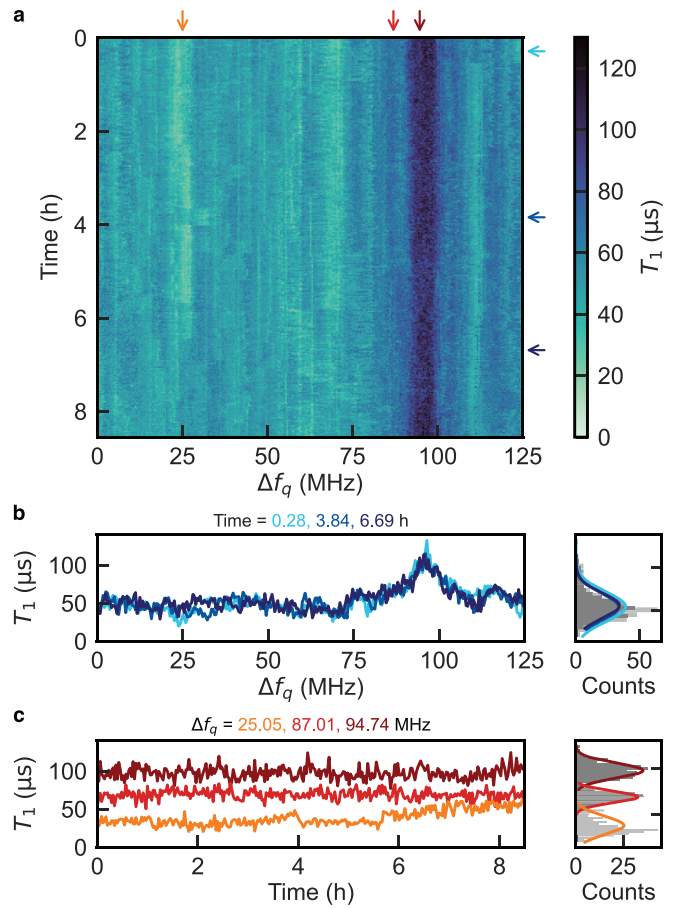 a
0
2
4
6
8
Time (h)
0 25 50 75 100 125
Δf_q (MHz)
120
100
80
60
40
20
0
T₁ (μs)
b
Time = 0.28, 3.84, 6.69 h
100
50
0
T₁ (μs)
0 25 50 75 100 125
Δf_q (MHz)
0 50
Counts
c
Δf_q = 25.05, 87.01, 94.74 MHz
100
50
0
T₁ (μs)
0 2 4 6 8
Time (h)
0 25
Counts